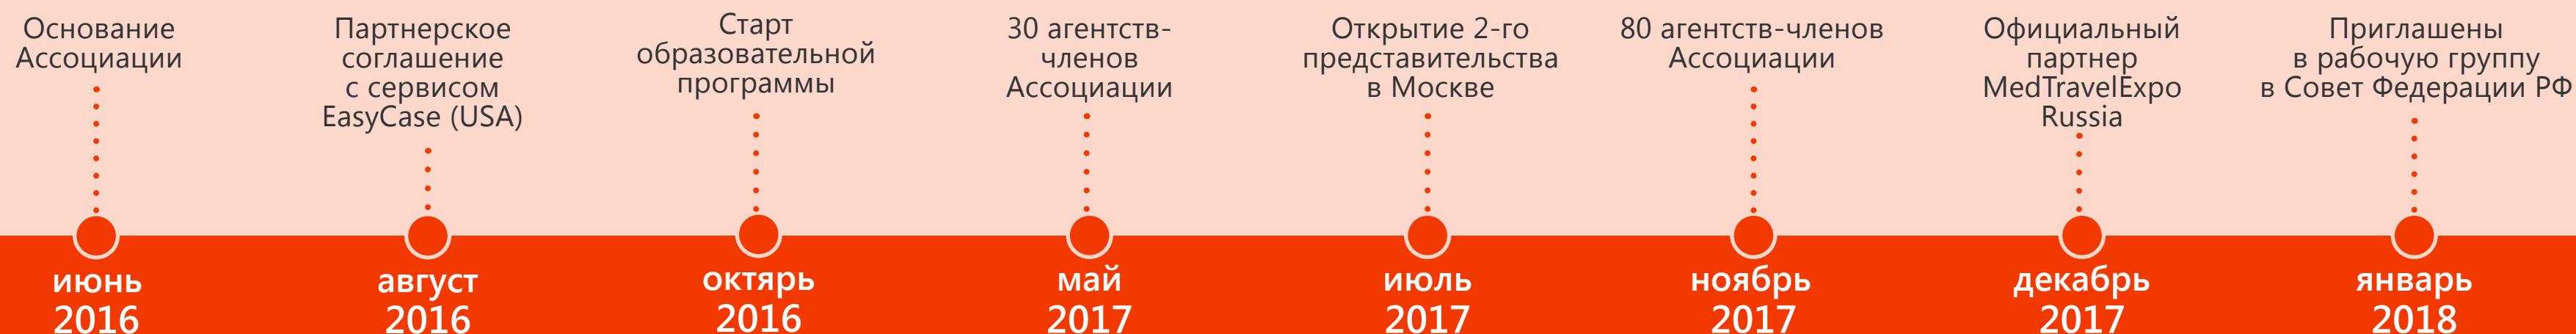 Основание
Ассоциации
Партнерское
соглашение
с сервисом
EasyCase (USA)
Старт
образовательной
программы
30 агентств-
членов
Ассоциации
Открытие 2-го
представительства
в Москве
80 агентств-членов
Ассоциации
Официальный
партнер
MedTravelExpo
Russia
Приглашены
в рабочую группу
в Совет Федерации РФ
июнь
2016
август
2016
октярь
2016
май
2017
июль
2017
ноябрь
2017
декабрь
2017
январь
2018